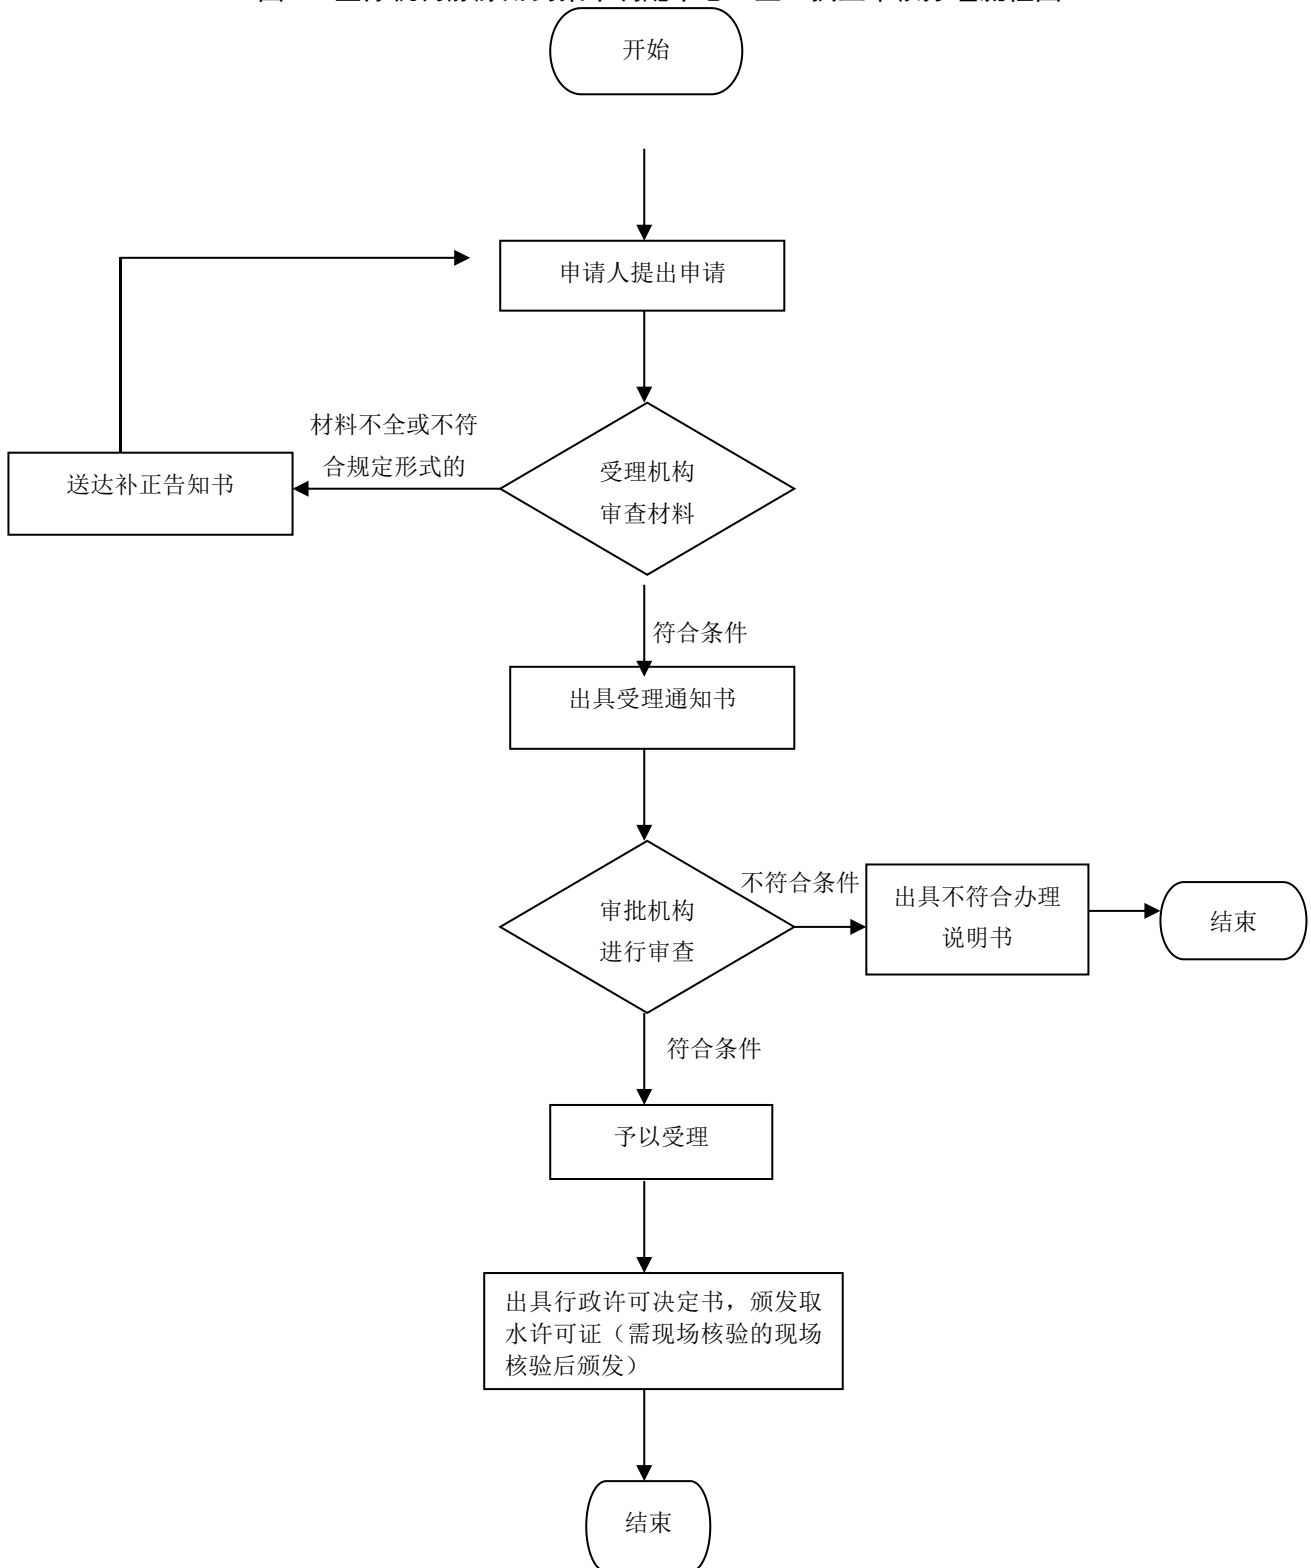 开始
申请人提出申请
材料不全或不符
合规定形式的
送达补正告知书
受理机构
审查材料
符合条件
出具受理通知书
审批机构
进行审查
不符合条件
出具不符合办理
说明书
结束
符合条件
予以受理
出具行政许可决定书，颁发取
水许可证（需现场核验的现场
核验后颁发）
结束